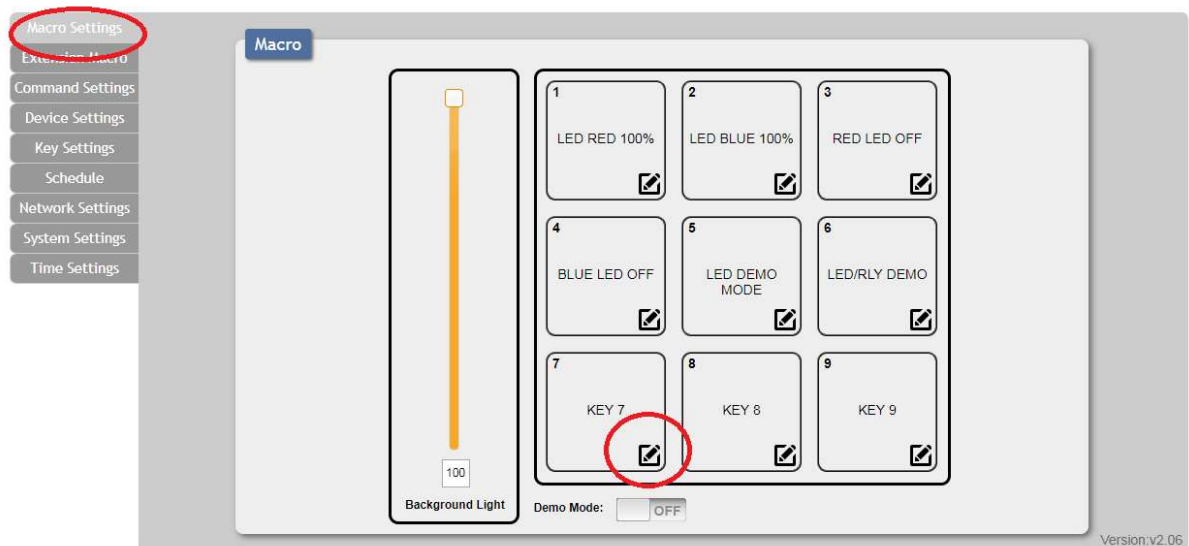 Macro Settings
Extension Macro
Command Settings
Device Settings
Key Settings
Schedule
Network Settings
System Settings
Time Settings
Macro
100
Background Light
1
LED RED 100%
2
LED BLUE 100%
3
RED LED OFF
4
BLUE LED OFF
5
LED DEMO
MODE
6
LED/RLY DEMO
7
KEY 7
8
KEY 8
9
KEY 9
Demo Mode:
OFF
Version:v2.06